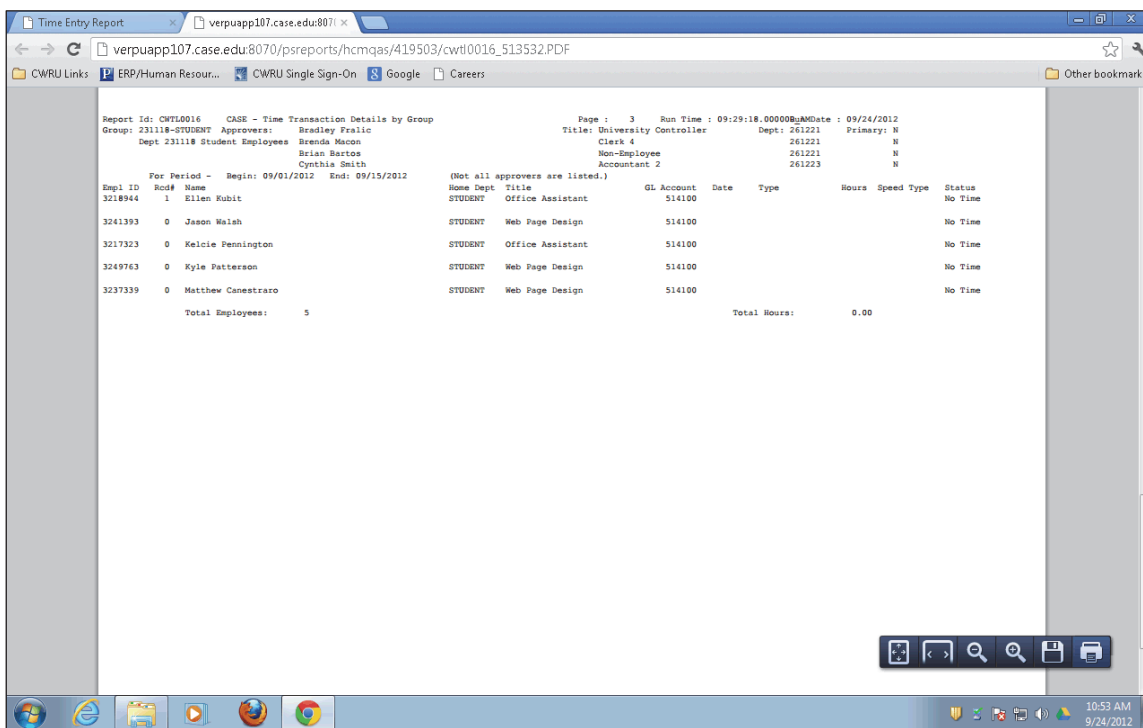 Time Entry Report
verpuapp107.case.edu:807(
verpuapp107.case.edu:8070/psreports/hcmqas/419503/cwtl0016_513532.PDF
CWRU Links ERP/Human Resour... CWRU Single Sign-On Google Careers Other bookmark
Report Id: CWTL0016 CASE - Time Transaction Details by Group Page : 3 Run Time : 09:29:18.00000BuAMDate : 09/24/2012
Group: 231118-STUDENT Approvers: Bradley Fralic Title: University Controller Dept: 261221 Primary: N
Dept 231118 Student Employees Brenda Macon Clerk 4 261221 N
Brian Bartos Non-Employee 261221 N
Cynthia Smith Accountant 2 261223 N
For Period - Begin: 09/01/2012 End: 09/15/2012 (Not all approvers are listed.)
Empl ID Rcd# Name Home Dept Title GL Account Date Type Hours Speed Type Status
3218944 1 Ellen Kubit STUDENT Office Assistant 514100 No Time
3241393 0 Jason Walsh STUDENT Web Page Design 514100 No Time
3217323 0 Kelcie Pennington STUDENT Office Assistant 514100 No Time
3249763 0 Kyle Patterson STUDENT Web Page Design 514100 No Time
3237339 0 Matthew Canestraro STUDENT Web Page Design 514100 No Time
Total Employees: 5 Total Hours: 0.00
10:53 AM
9/24/2012